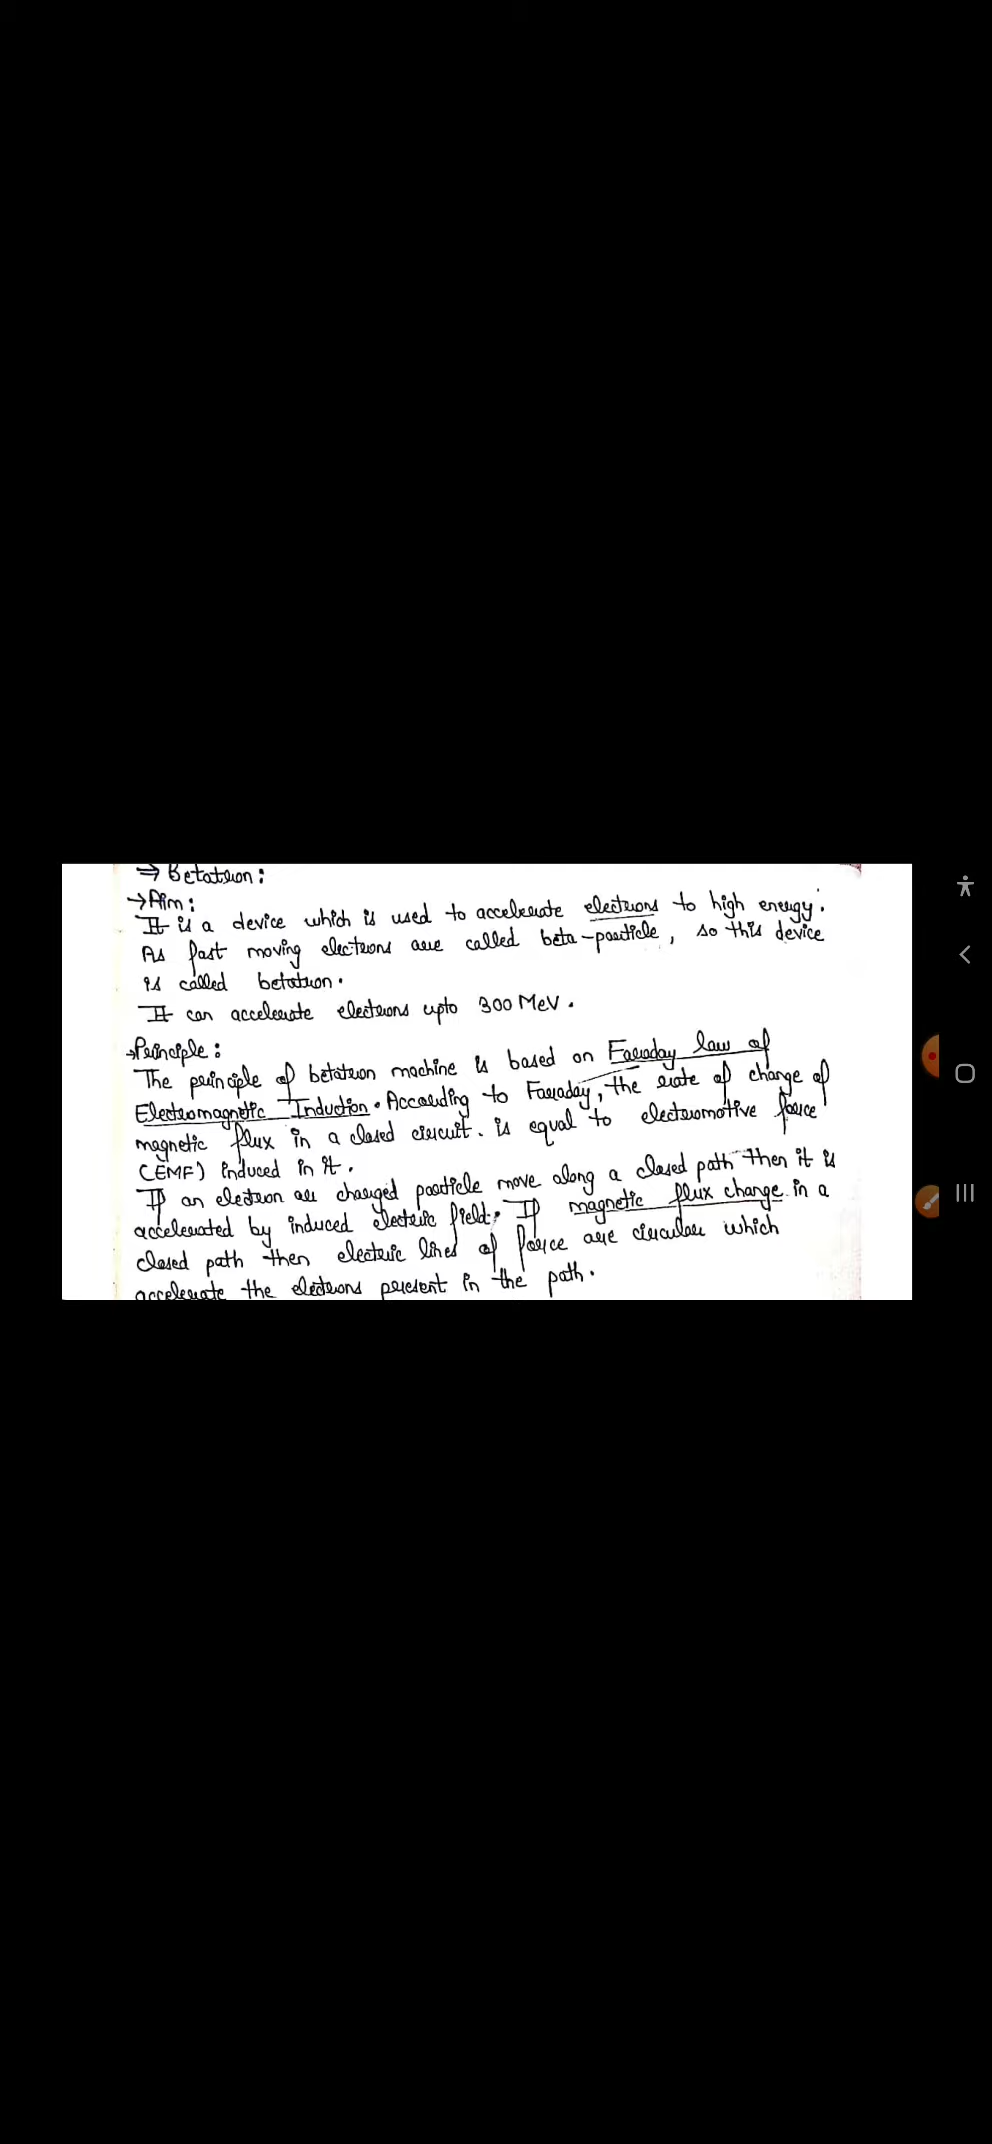 ⇒ Betatron:
→ Aim:
It is a device which is used to accelerate electrons to high energy.
As fast moving electrons are called beta-particle, so this device
is called betatron.
It can accelerate electrons upto 300 MeV.
→ Principle:
The principle of betatron machine is based on Faraday law of
Electromagnetic Induction. According to Faraday, the rate of change of
magnetic flux in a closed circuit. is equal to electromotive force
(EMF) induced in it.
If an electron or charged particle move along a closed path then it is
accelerated by induced electric field. If magnetic flux change in a
closed path then electric lines of force are circular which
accelerate the electrons present in the path.